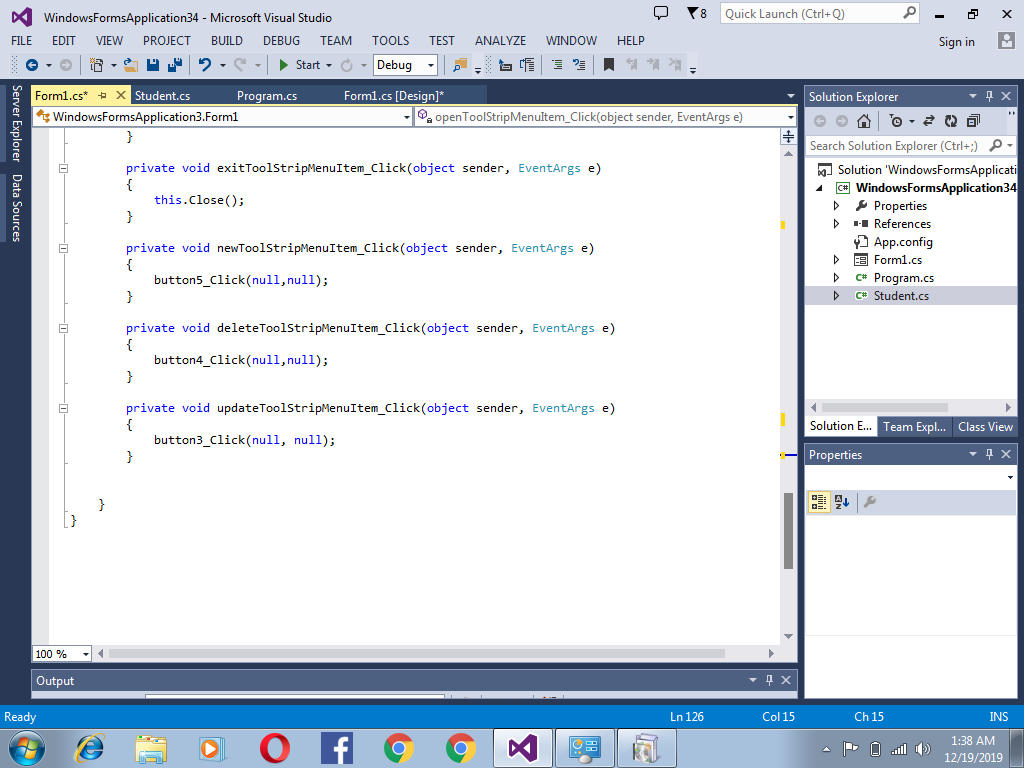 WindowsFormsApplication34 - Microsoft Visual Studio
8
Quick Launch (Ctrl+Q)
FILE EDIT VIEW PROJECT BUILD DEBUG TEAM TOOLS TEST ANALYZE WINDOW HELP
Sign in
Start
Debug
Server Explorer
Data Sources
Form1.cs*
Student.cs
Program.cs
Form1.cs [Design]*
WindowsFormsApplication3.Form1
openToolStripMenuItem_Click(object sender, EventArgs e)
}
private void exitToolStripMenuItem_Click(object sender, EventArgs e)
{
this.Close();
}
private void newToolStripMenuItem_Click(object sender, EventArgs e)
{
button5_Click(null,null);
}
private void deleteToolStripMenuItem_Click(object sender, EventArgs e)
{
button4_Click(null,null);
}
private void updateToolStripMenuItem_Click(object sender, EventArgs e)
{
button3_Click(null, null);
}
}
}
100 %
Output
Solution Explorer
Search Solution Explorer (Ctrl+;)
Solution 'WindowsFormsApplicati
WindowsFormsApplication34
Properties
References
App.config
Form1.cs
C# Program.cs
C# Student.cs
Solution E...
Team Expl...
Class View
Properties
Ready
Ln 126
Col 15
Ch 15
INS
1:38 AM
12/19/2019